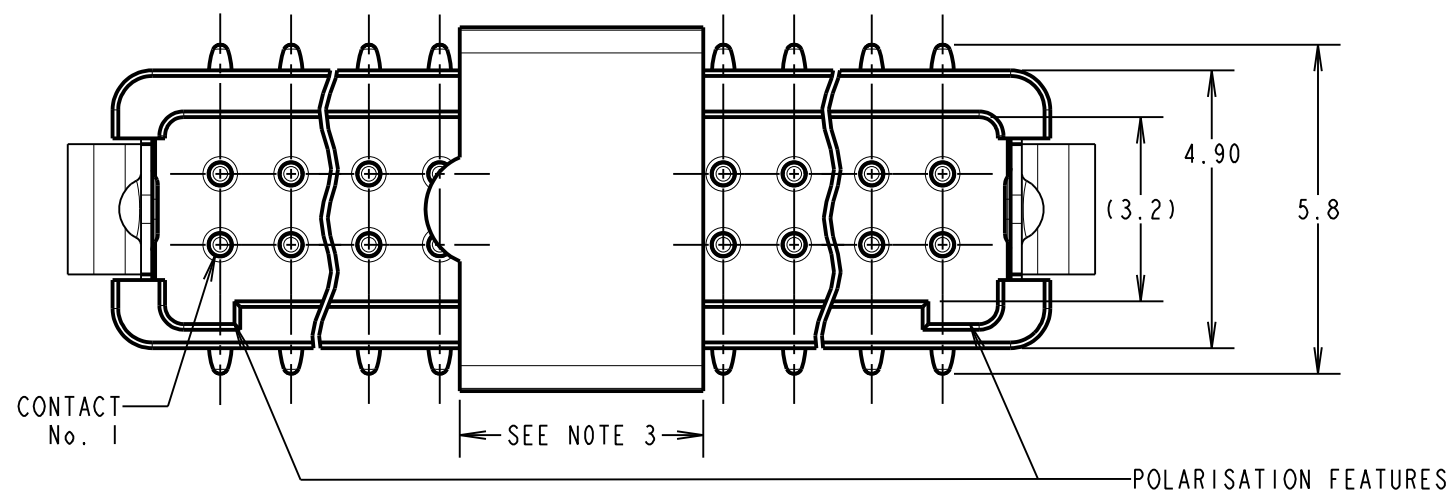 4.90
(3.2)
5.8
CONTACT
No. 1
SEE NOTE 3
POLARISATION FEATURES